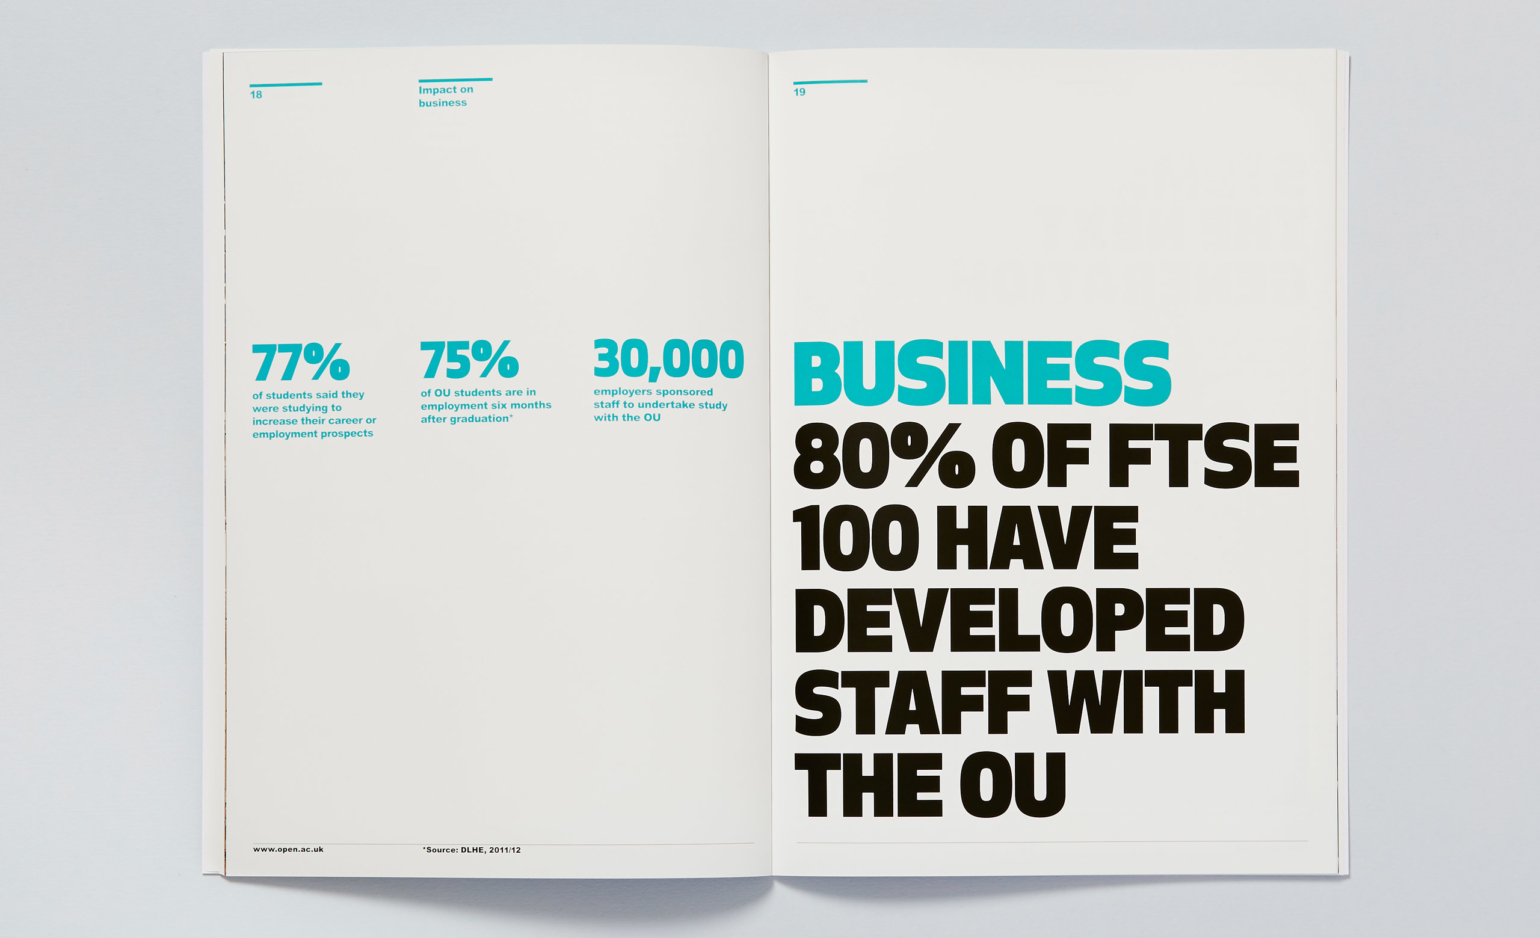 18
Impact on
business
77%
of students said they
were studying to
increase their career or
employment prospects
75%
of OU students are in
employment six months
after graduation*
30,000
employers sponsored
staff to undertake study
with the OU
www.open.ac.uk
*Source: DLHE, 2011/12
19
BUSINESS
80% OF FTSE
100 HAVE
DEVELOPED
STAFF WITH
THE OU